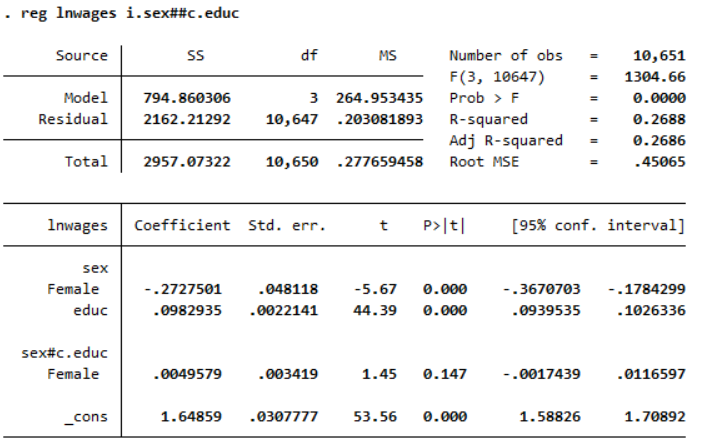 . reg lnwages i.sex##c.educ
Source SS df MS Number of obs = 10,651
F(3, 10647) = 1304.66
Model 794.860306 3 264.953435 Prob > F = 0.0000
Residual 2162.21292 10,647 .203081893 R-squared = 0.2688
Adj R-squared = 0.2686
Total 2957.07322 10,650 .277659458 Root MSE = .45065
lnwages Coefficient Std. err. t P>|t| [95% conf. interval]
sex
Female -.2727501 .048118 -5.67 0.000 -.3670703 -.1784299
educ .0982935 .0022141 44.39 0.000 .0939535 .1026336
sex#c.educ
Female .0049579 .003419 1.45 0.147 -.0017439 .0116597
_cons 1.64859 .0307777 53.56 0.000 1.58826 1.70892